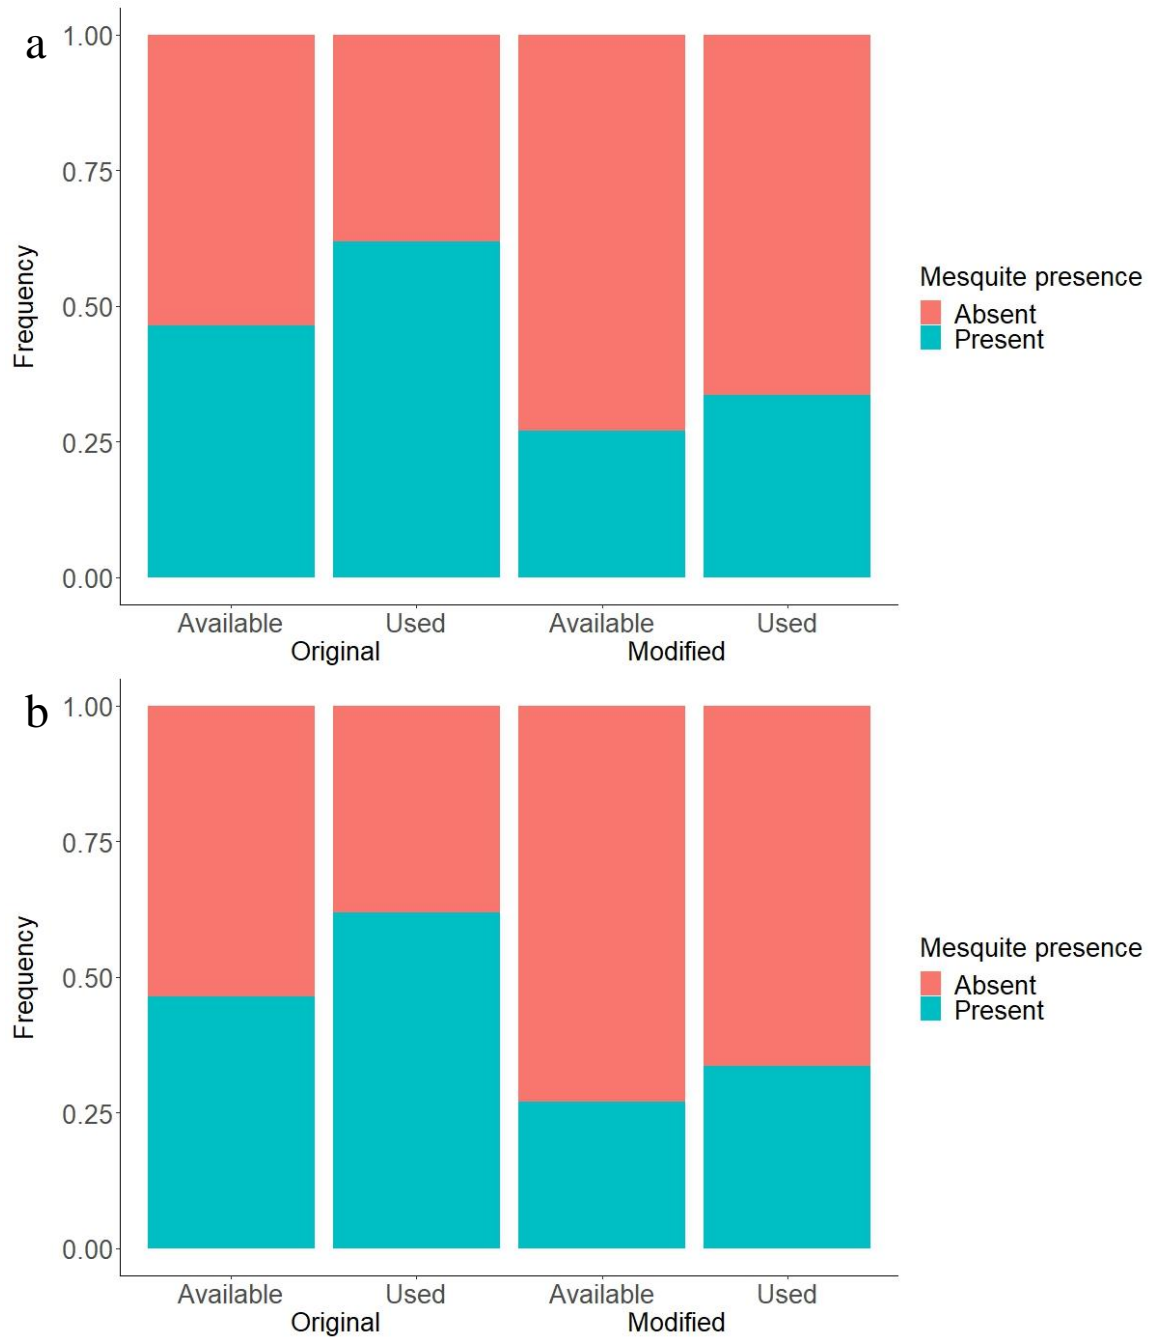 a
1.00
0.75
0.50
0.25
0.00
Frequency
Available Used Available Used
Original Modified
Mesquite presence
Absent
Present
b
1.00
0.75
0.50
0.25
0.00
Frequency
Available Used Available Used
Original Modified
Mesquite presence
Absent
Present